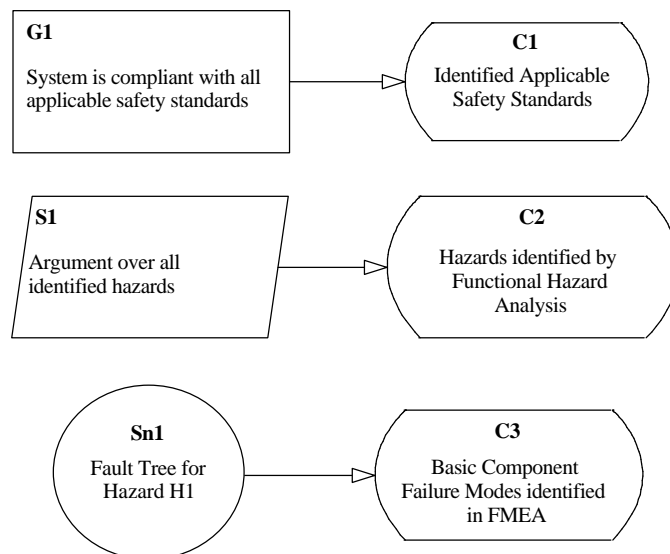 G1
System is compliant with all
applicable safety standards
C1
Identified Applicable
Safety Standards
S1
Argument over all
identified hazards
C2
Hazards identified by
Functional Hazard
Analysis
Sn1
Fault Tree for
Hazard H1
C3
Basic Component
Failure Modes identified
in FMEA